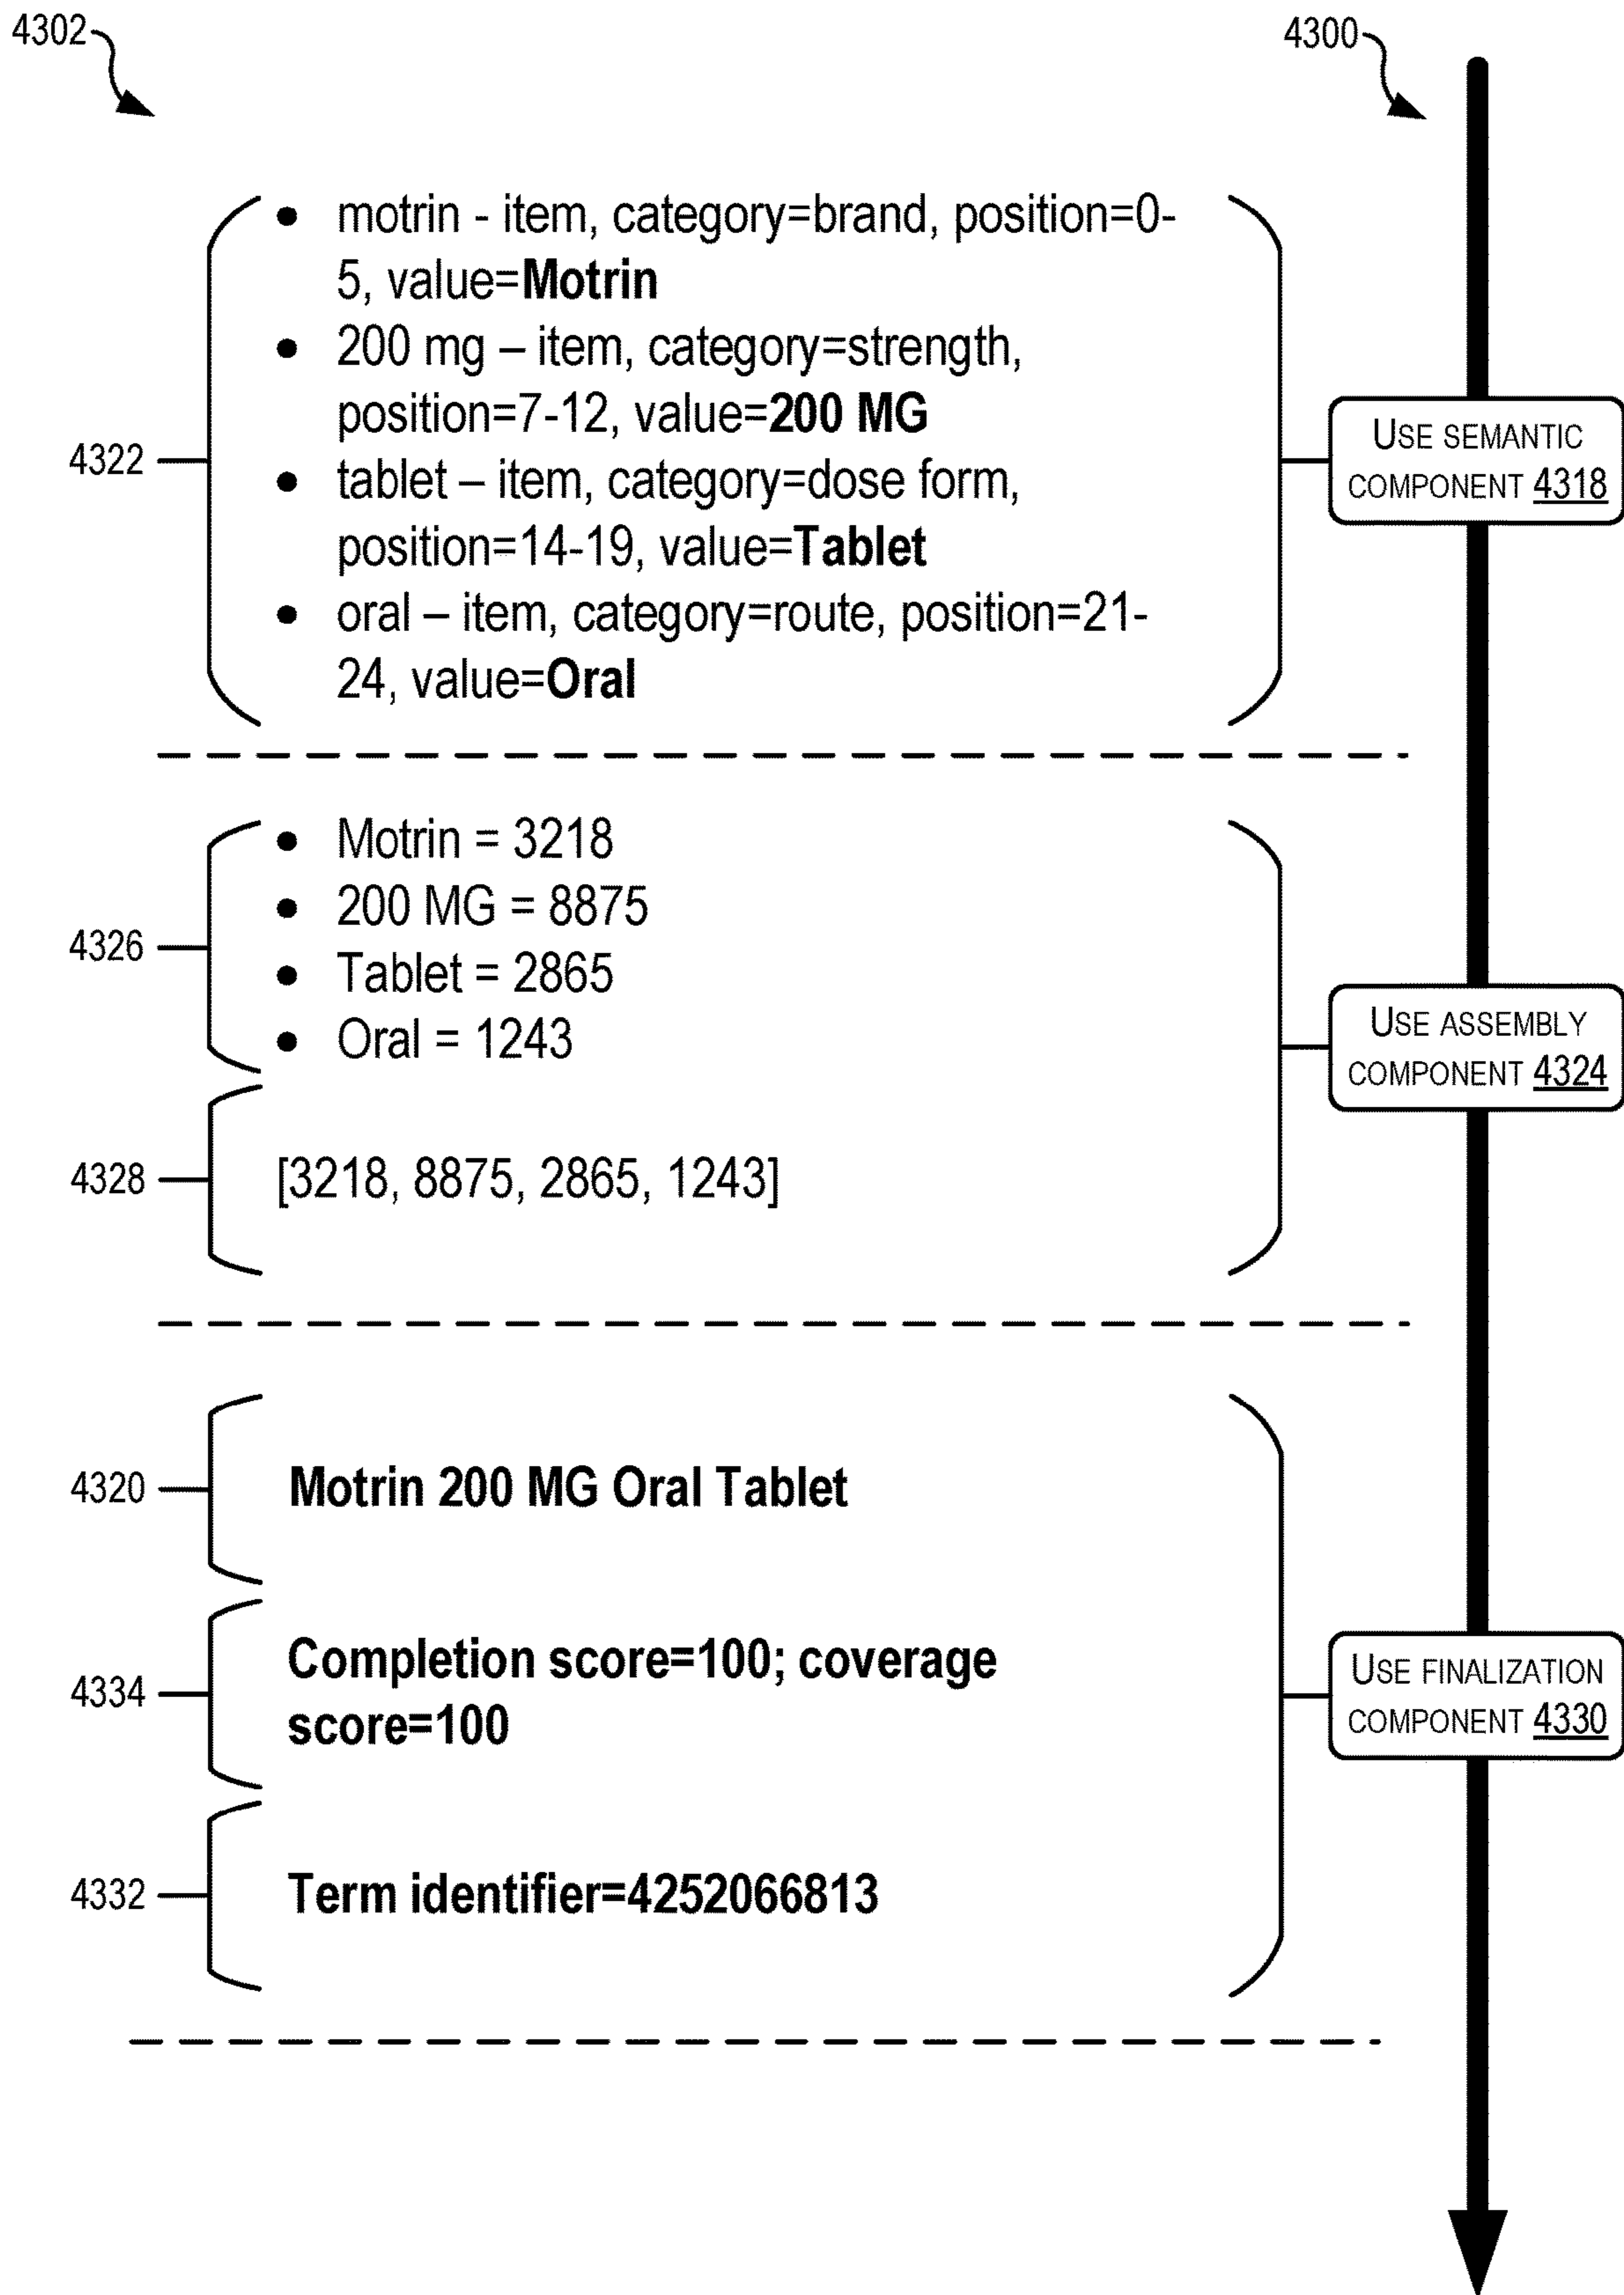 4302
4300
• motrin - item, category=brand, position=0-
5, value=Motrin
• 200 mg – item, category=strength,
position=7-12, value=200 MG
• tablet – item, category=dose form,
position=14-19, value=Tablet
• oral – item, category=route, position=21-
24, value=Oral
4322
USE SEMANTIC
COMPONENT 4318
• Motrin = 3218
• 200 MG = 8875
• Tablet = 2865
• Oral = 1243
4326
USE ASSEMBLY
COMPONENT 4324
4328
[3218, 8875, 2865, 1243]
4320
Motrin 200 MG Oral Tablet
4334
Completion score=100; coverage
score=100
USE FINALIZATION
COMPONENT 4330
4332
Term identifier=4252066813